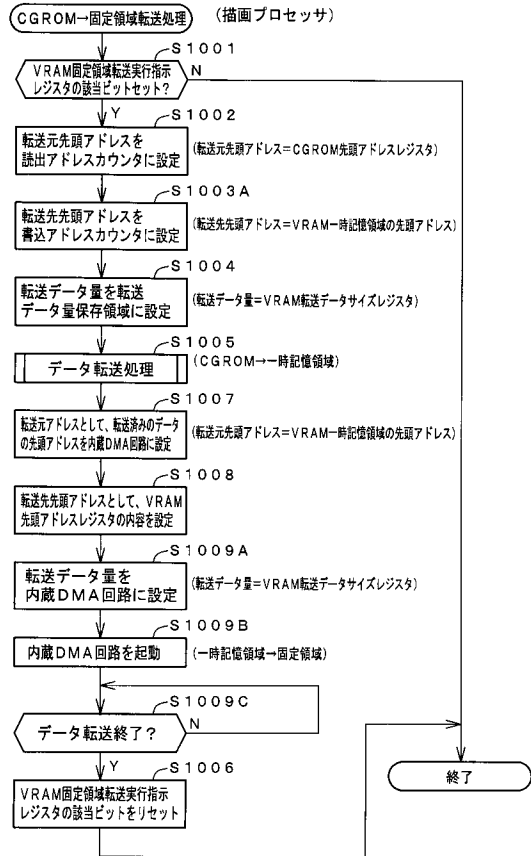 CGROM→固定領域転送処理
(描画プロセッサ)
S1001
VRAM固定領域転送実行指示
レジスタの該当ビットセット？
N
Y
S1002
転送元先頭アドレスを
読出アドレスカウンタに設定
(転送元先頭アドレス=CGROM先頭アドレスレジスタ)
S1003A
転送先先頭アドレスを
書込アドレスカウンタに設定
(転送先先頭アドレス=VRAM一時記憶領域の先頭アドレス)
S1004
転送データ量を転送
データ量保存領域に設定
(転送データ量=VRAM転送データサイズレジスタ)
S1005
データ転送処理
(CGROM→一時記憶領域)
S1007
転送元アドレスとして、転送済みのデータ
の先頭アドレスを内蔵DMA回路に設定
(転送元先頭アドレス=VRAM一時記憶領域の先頭アドレス)
S1008
転送先先頭アドレスとして、VRAM
先頭アドレスレジスタの内容を設定
S1009A
転送データ量を
内蔵DMA回路に設定
(転送データ量=VRAM転送データサイズレジスタ)
S1009B
内蔵DMA回路を起動
(一時記憶領域→固定領域)
S1009C
データ転送終了？
N
Y
S1006
VRAM固定領域転送実行指示
レジスタの該当ビットをリセット
終了